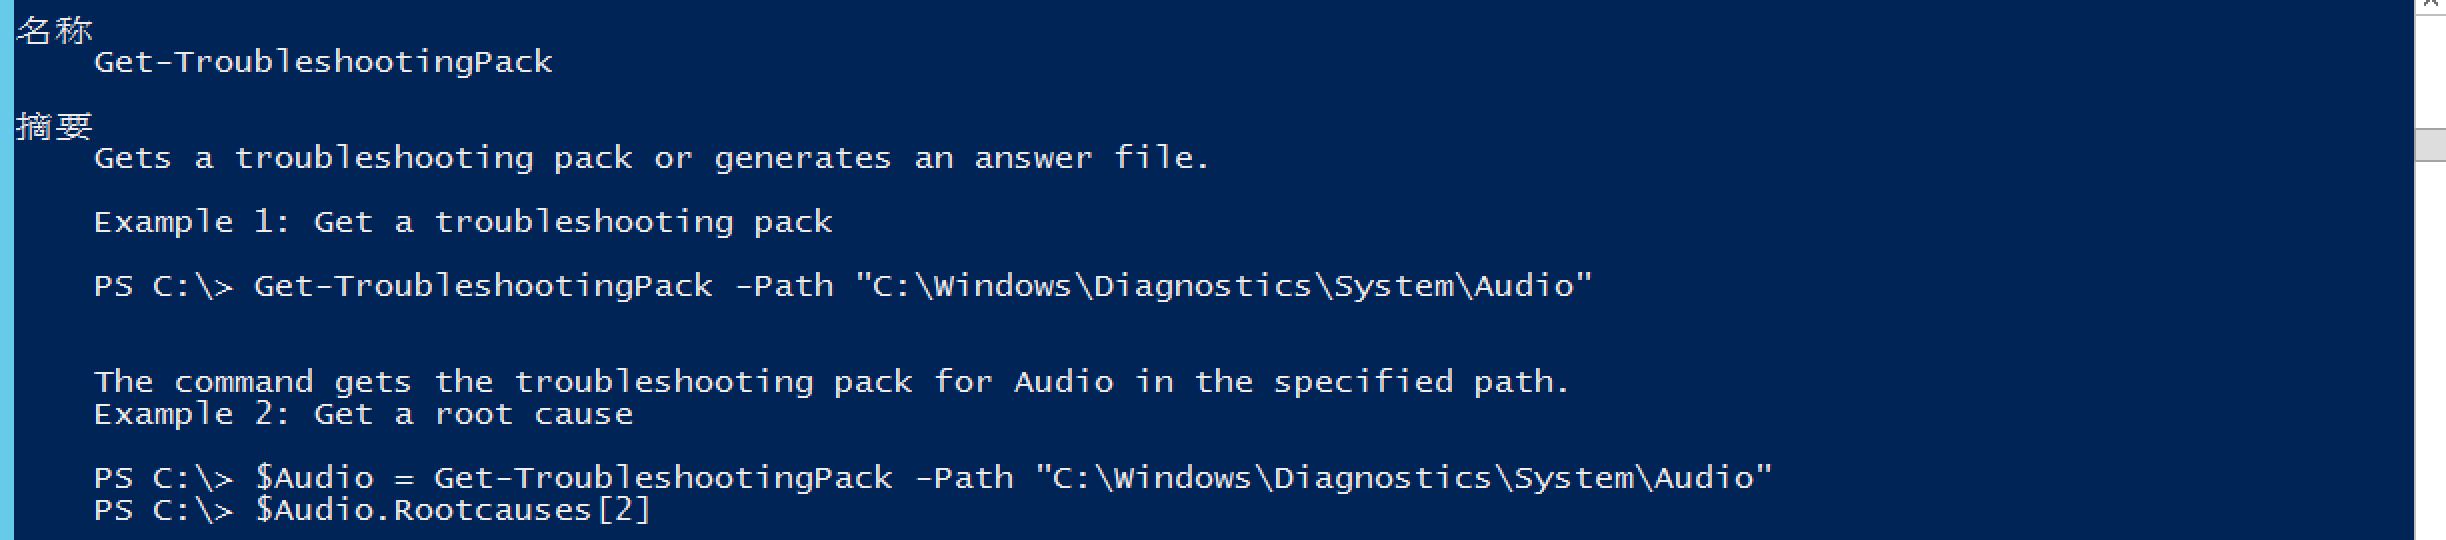 名称
Get-TroubleshootingPack
摘要
Gets a troubleshooting pack or generates an answer file.
Example 1: Get a troubleshooting pack
PS C:\> Get-TroubleshootingPack -Path "C:\Windows\Diagnostics\System\Audio"
The command gets the troubleshooting pack for Audio in the specified path.
Example 2: Get a root cause
PS C:\> $Audio = Get-TroubleshootingPack -Path "C:\Windows\Diagnostics\System\Audio"
PS C:\> $Audio.Rootcauses[2]